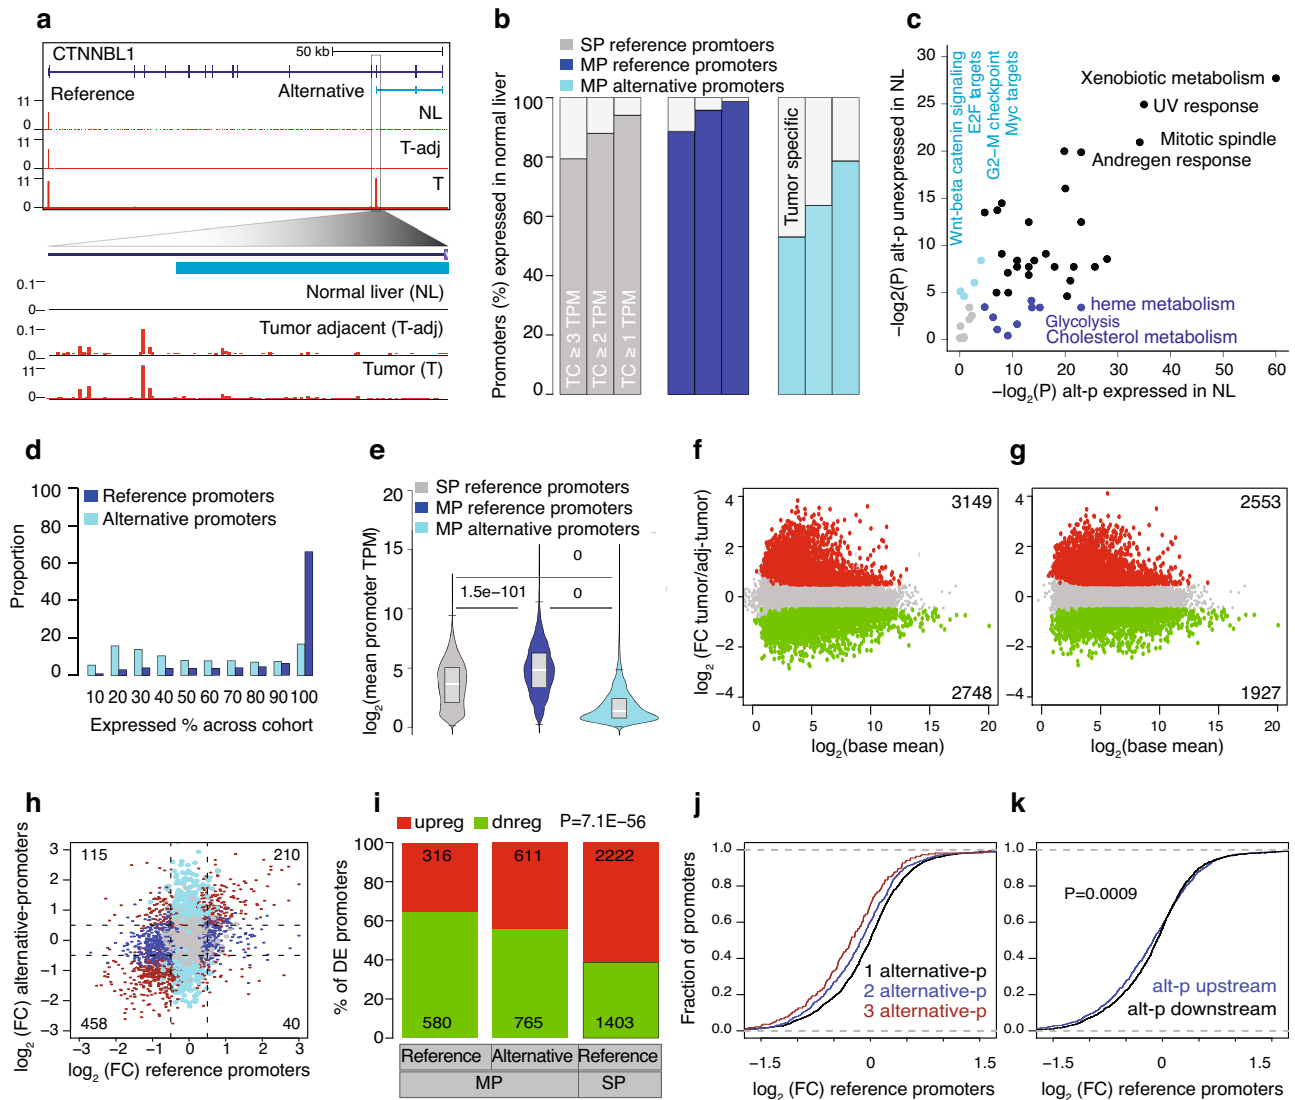 a
CTNNBL1
50 kb
Reference
Alternative
11
0
NL
11
0
T-adj
11
0
T
0.1
0
Normal liver (NL)
0.1
0
Tumor adjacent (T-adj)
11
0
Tumor (T)
b
SP reference promtoers
MP reference promoters
MP alternative promoters
Promoters (%) expressed in normal liver
100
80
60
40
20
0
TC ≥ 3 TPM
TC ≥ 2 TPM
TC ≥ 1 TPM
Tumor specific
c
−log2(P) alt-p unexpressed in NL
30
25
20
15
10
5
0
Wnt-beta catenin signaling
E2F targets
G2−M checkpoint
Myc targets
Xenobiotic metabolism
UV response
Mitotic spindle
Andregen response
heme metabolism
Glycolysis
Cholesterol metabolism
0 10 20 30 40 50 60
−log2(P) alt-p expressed in NL
d
Reference promoters
Alternative promoters
Proportion
100
80
60
40
20
0
10 20 30 40 50 60 70 80 90 100
Expressed % across cohort
e
SP reference promoters
MP reference promoters
MP alternative promoters
log2(mean promoter TPM)
20
15
10
5
0
0
1.5e−101
0
f
log2 (FC tumor/adj-tumor)
4
2
0
−2
−4
3149
2748
0 5 10 15 20
log2(base mean)
g
4
2
0
−2
−4
2553
1927
0 5 10 15 20
log2(base mean)
h
log2 (FC) alternative-promoters
3
2
1
0
−1
−2
−3
115
210
458
40
−3 −2 −1 0 1 2 3
log2 (FC) reference promoters
i
upreg
dnreg
P=7.1E−56
% of DE promoters
100
80
60
40
20
0
316
611
2222
580
765
1403
Reference
Alternative
Reference
MP
SP
j
Fraction of promoters
1.0
0.8
0.6
0.4
0.2
0.0
1 alternative-p
2 alternative-p
3 alternative-p
−1.5 0 1.5
log2 (FC) reference promoters
k
1.0
0.8
0.6
0.4
0.2
0.0
P=0.0009
alt-p upstream
alt-p downstream
−1.5 0 1.5
log2 (FC) reference promoters